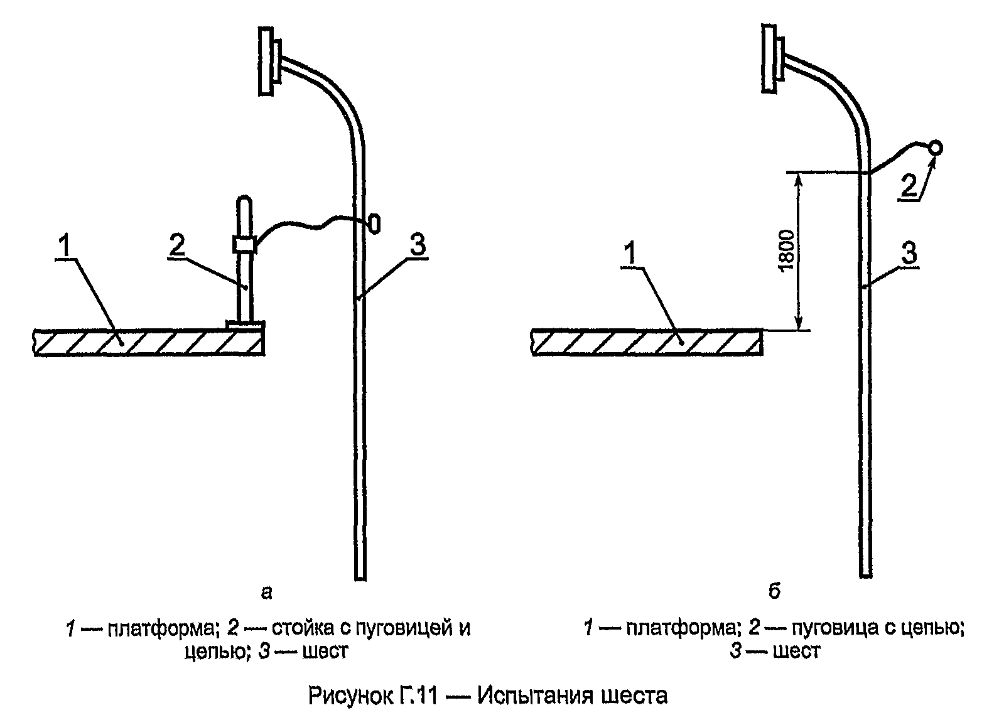 1
2
3
1
2
3
1800
а
б
1 — платформа; 2 — стойка с пуговицей и
цепью; 3 — шест
1 — платформа; 2 — пуговица с цепью;
3 — шест
Рисунок Г.11 — Испытания шеста